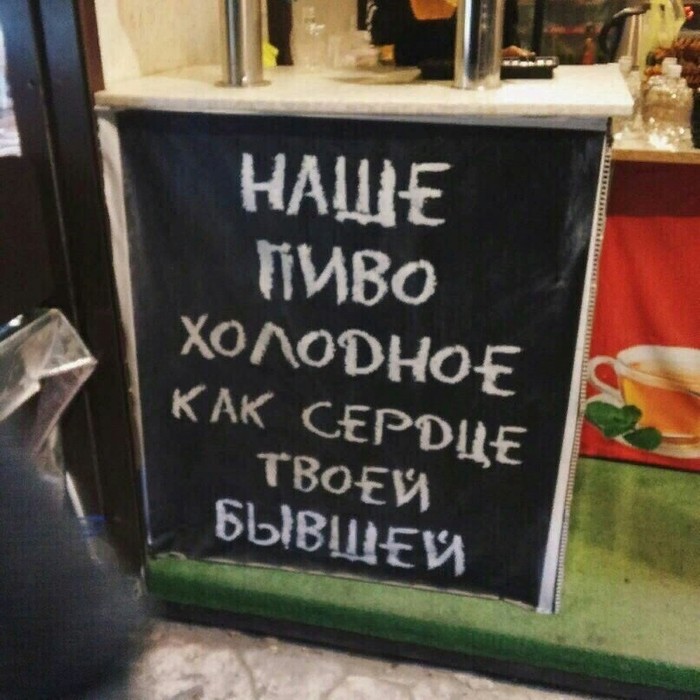 НАШЕ
ПИВО
ХОЛОДНОЕ
КАК СЕРДЦЕ
ТВОЕЙ
БЫВШЕЙ